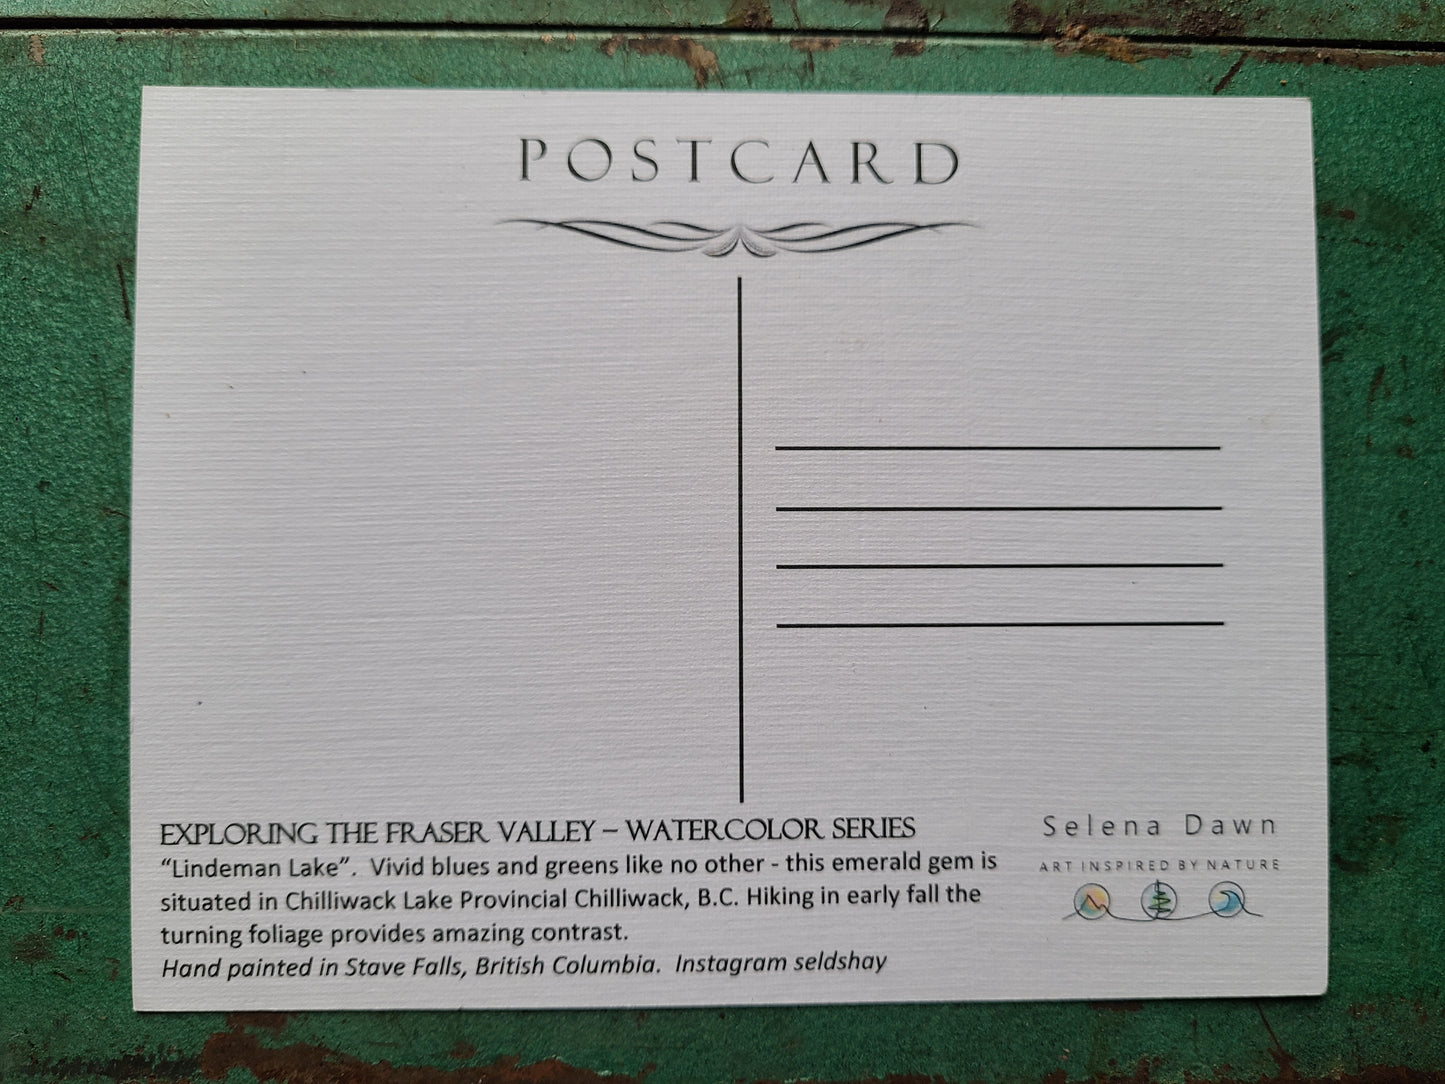 POSTCARD
EXPLORING THE FRASER VALLEY – WATERCOLOR SERIES
“Lindeman Lake”.  Vivid blues and greens like no other - this emerald gem is
situated in Chilliwack Lake Provincial Chilliwack, B.C. Hiking in early fall the
turning foliage provides amazing contrast.
Hand painted in Stave Falls, British Columbia.  Instagram seldshay
Selena Dawn
ART INSPIRED BY NATURE